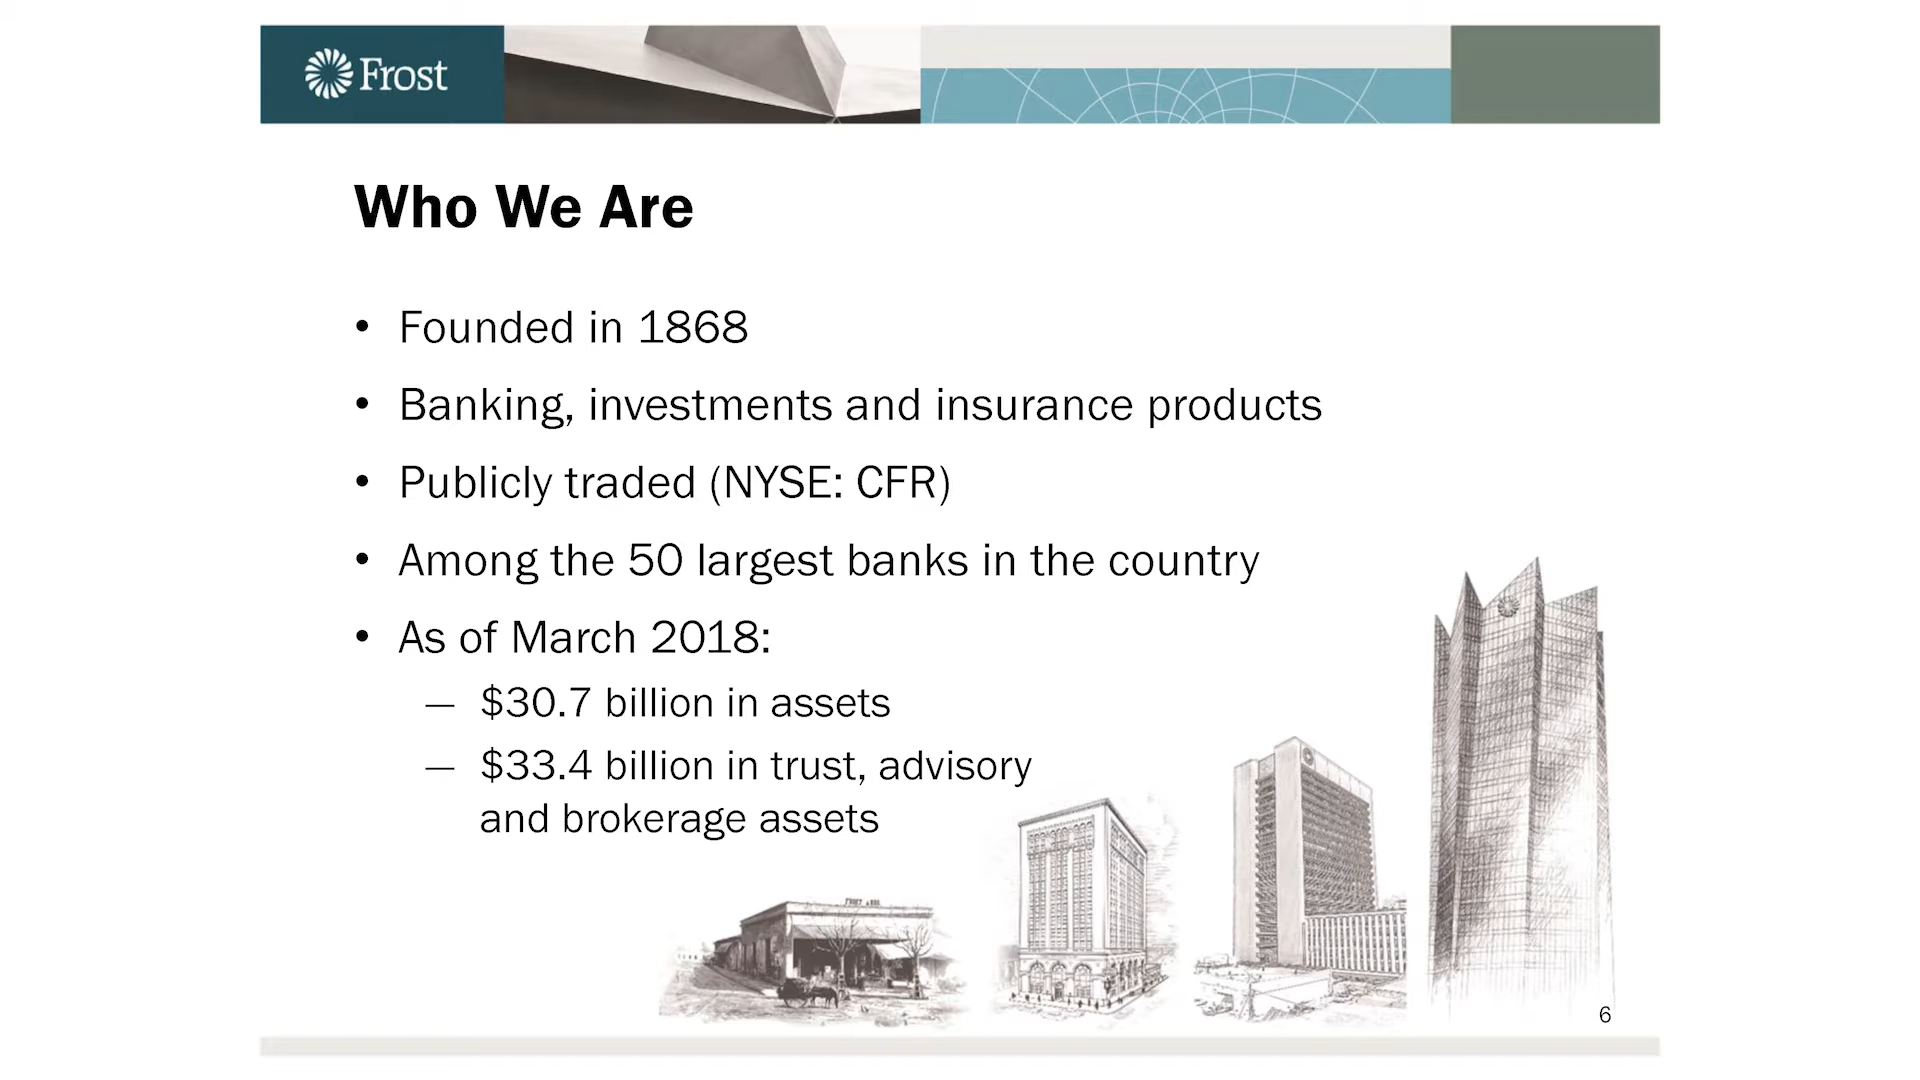 Frost
Who We Are
• Founded in 1868
• Banking, investments and insurance products
• Publicly traded (NYSE: CFR)
• Among the 50 largest banks in the country
• As of March 2018:
— $30.7 billion in assets
— $33.4 billion in trust, advisory
and brokerage assets
6